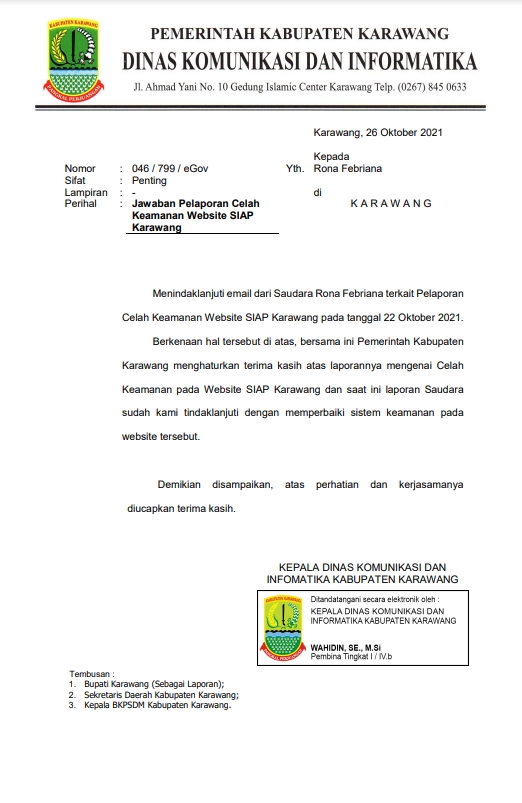 KABUPATEN KARAWANG
PANGKAL PERJUANGAN
PEMERINTAH KABUPATEN KARAWANG
DINAS KOMUNIKASI DAN INFORMATIKA
Jl. Ahmad Yani No. 10 Gedung Islamic Center Karawang Telp. (0267) 845 0633
Karawang, 26 Oktober 2021
Kepada
Nomor : 046 / 799 / eGov Yth. Rona Febriana
Sifat : Penting
Lampiran : - di
Perihal : Jawaban Pelaporan Celah K A R A W A N G
Keamanan Website SIAP
Karawang
Menindaklanjuti email dari Saudara Rona Febriana terkait Pelaporan
Celah Keamanan Website SIAP Karawang pada tanggal 22 Oktober 2021.
Berkenaan hal tersebut di atas, bersama ini Pemerintah Kabupaten
Karawang menghaturkan terima kasih atas laporannya mengenai Celah
Keamanan pada Website SIAP Karawang dan saat ini laporan Saudara
sudah kami tindaklanjuti dengan memperbaiki sistem keamanan pada
website tersebut.
Demikian disampaikan, atas perhatian dan kerjasamanya
diucapkan terima kasih.
KEPALA DINAS KOMUNIKASI DAN
INFOMATIKA KABUPATEN KARAWANG
Ditandatangani secara elektronik oleh :
KEPALA DINAS KOMUNIKASI DAN
INFORMATIKA KABUPATEN KARAWANG
WAHIDIN, SE., M.Si
Pembina Tingkat I / IV.b
Tembusan :
1. Bupati Karawang (Sebagai Laporan);
2. Sekretaris Daerah Kabupaten Karawang;
3. Kepala BKPSDM Kabupaten Karawang.